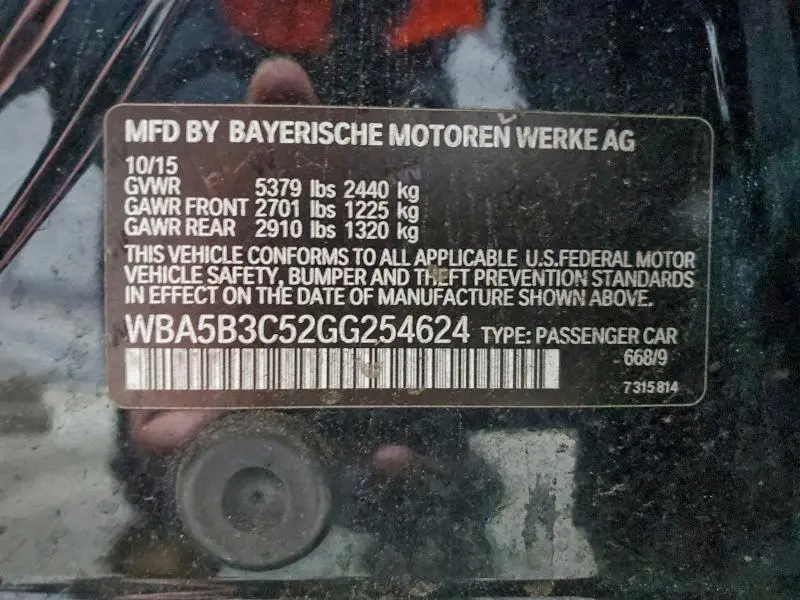 MFD BY BAYERISCHE MOTOREN WERKE AG
10/15
GVWR 5379 lbs 2440 kg
GAWR FRONT 2701 lbs 1225 kg
GAWR REAR 2910 lbs 1320 kg
THIS VEHICLE CONFORMS TO ALL APPLICABLE U.S.FEDERAL MOTOR
VEHICLE SAFETY, BUMPER AND THEFT PREVENTION STANDARDS
IN EFFECT ON THE DATE OF MANUFACTURE SHOWN ABOVE.
WBA5B3C52GG254624 TYPE: PASSENGER CAR
668/9
7315814